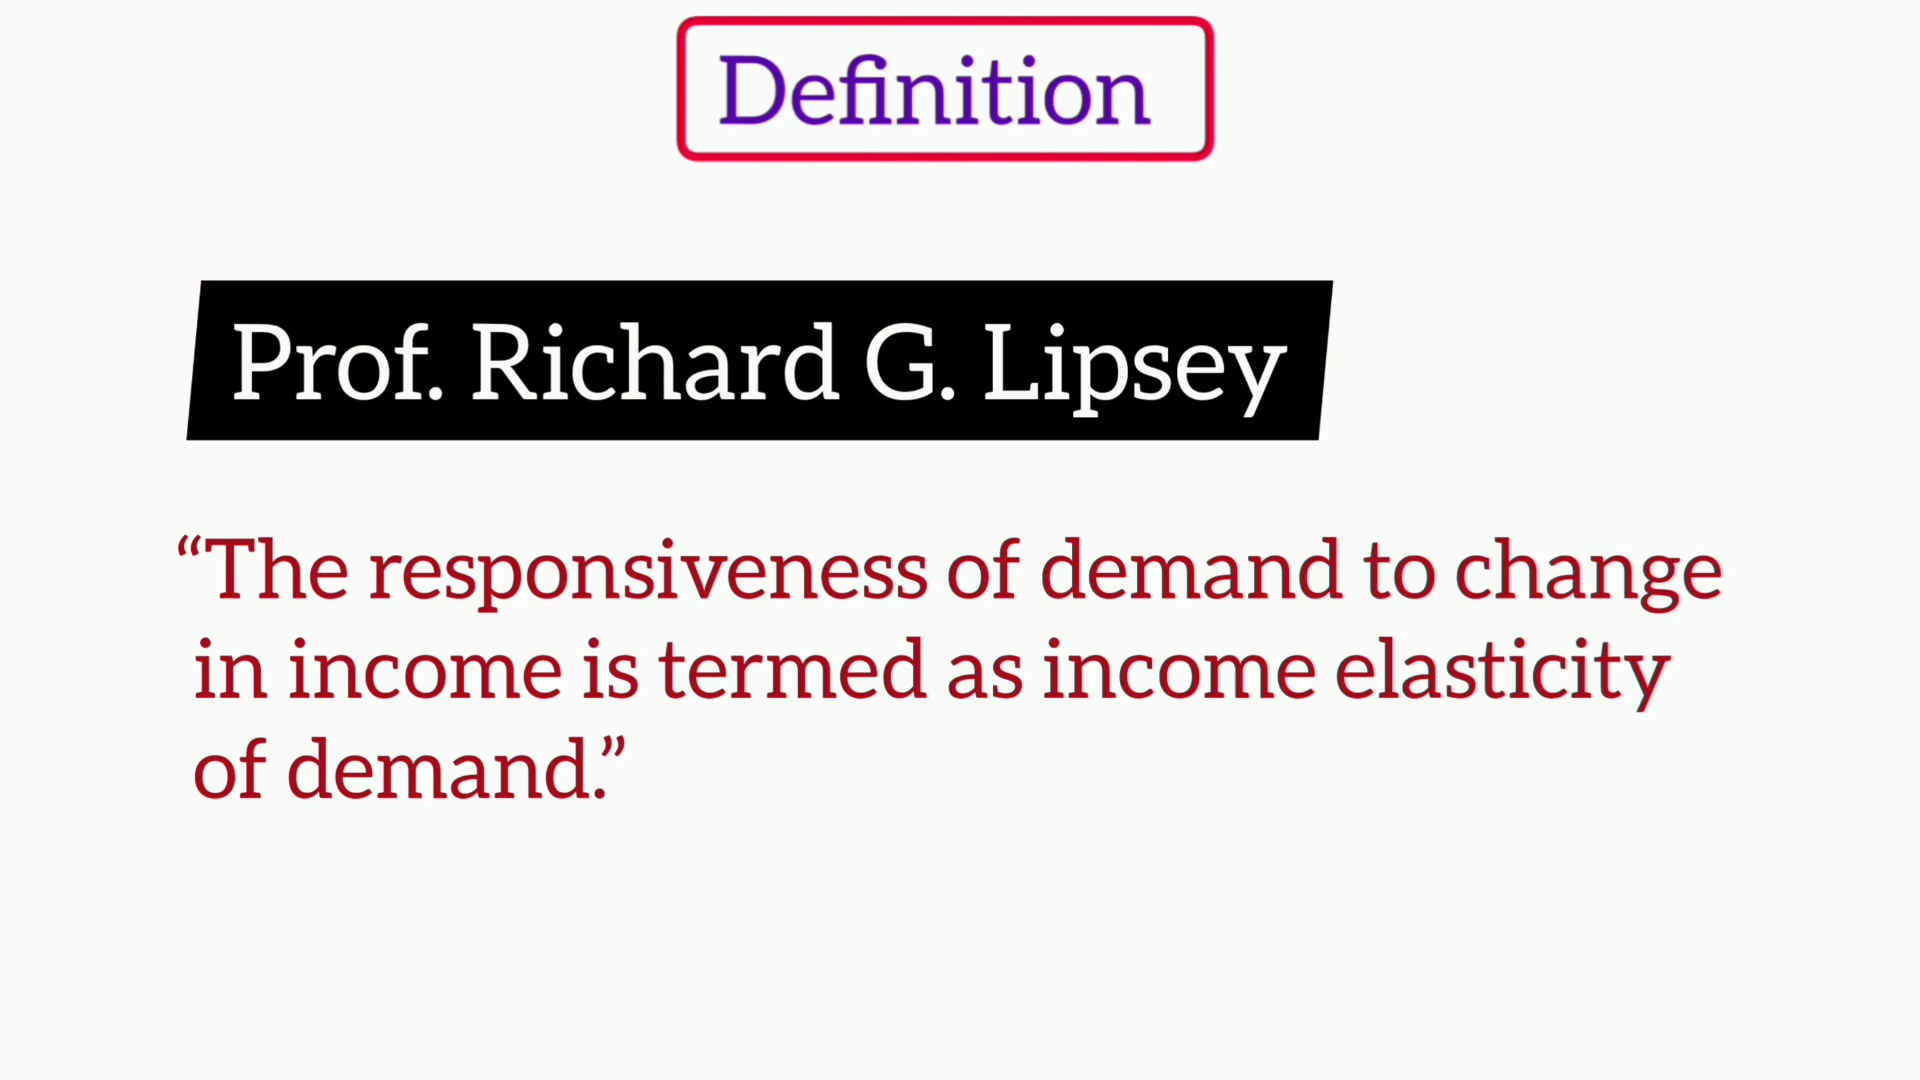 Definition
Prof. Richard G. Lipsey
“The responsiveness of demand to change
in income is termed as income elasticity
of demand.”